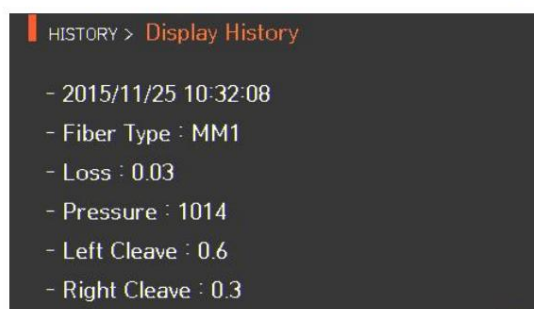 HISTORY > Display History
- 2015/11/25 10:32:08
- Fiber Type : MM1
- Loss : 0.03
- Pressure : 1014
- Left Cleave : 0.6
- Right Cleave : 0.3